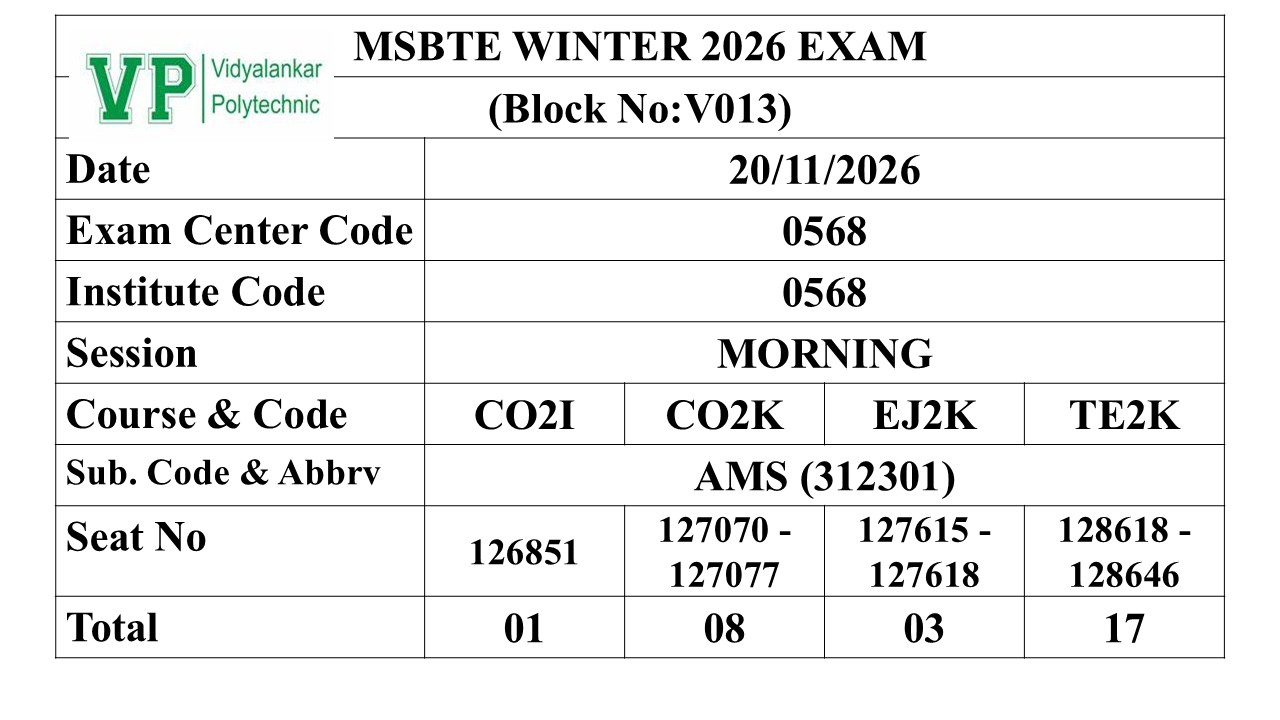 MSBTE WINTER 2026 EXAM
VP Vidyalankar
Polytechnic
(Block No:V013)
Date 20/11/2026
Exam Center Code 0568
Institute Code 0568
Session MORNING
Course & Code CO2I CO2K EJ2K TE2K
Sub. Code & Abbrv AMS (312301)
Seat No 126851 127070 - 127615 - 128618 -
127077 127618 128646
Total 01 08 03 17